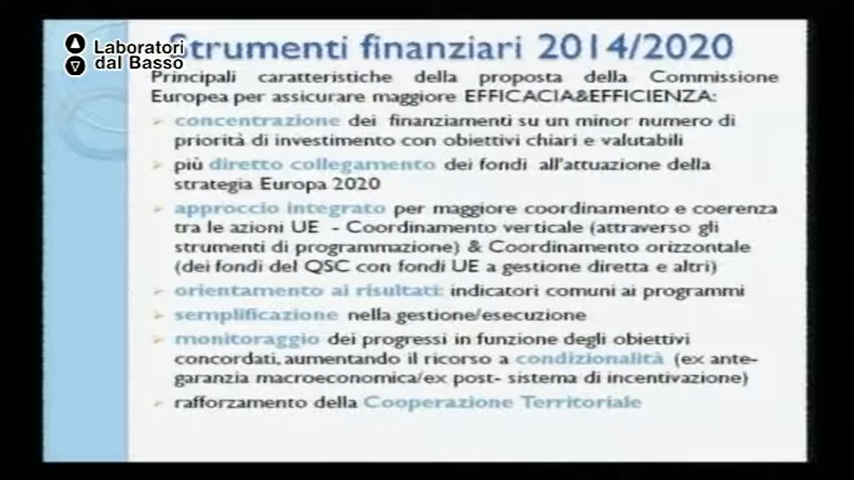 Laboratori
dal Basso
Strumenti finanziari 2014/2020
Principali caratteristiche della proposta della Commissione
Europea per assicurare maggiore EFFICACIA&EFFICIENZA:
concentrazione dei finanziamenti su un minor numero di
priorità di investimento con obiettivi chiari e valutabili
più diretto collegamento dei fondi all'attuazione della
strategia Europa 2020
approccio integrato per maggiore coordinamento e coerenza
tra le azioni UE - Coordinamento verticale (attraverso gli
strumenti di programmazione) & Coordinamento orizzontale
(dei fondi del QSC con fondi UE a gestione diretta e altri)
orientamento ai risultati: indicatori comuni ai programmi
semplificazione nella gestione/esecuzione
monitoraggio dei progressi in funzione degli obiettivi
concordati, aumentando il ricorso a condizionalità (ex ante-
garanzia macroeconomica/ex post- sistema di incentivazione)
rafforzamento della Cooperazione Territoriale